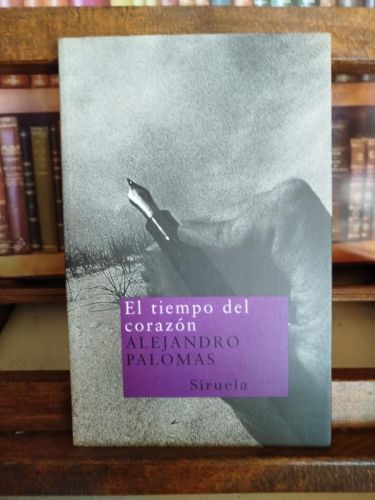 El tiempo del
corazón
ALEJANDRO
PALOMAS
Siruela